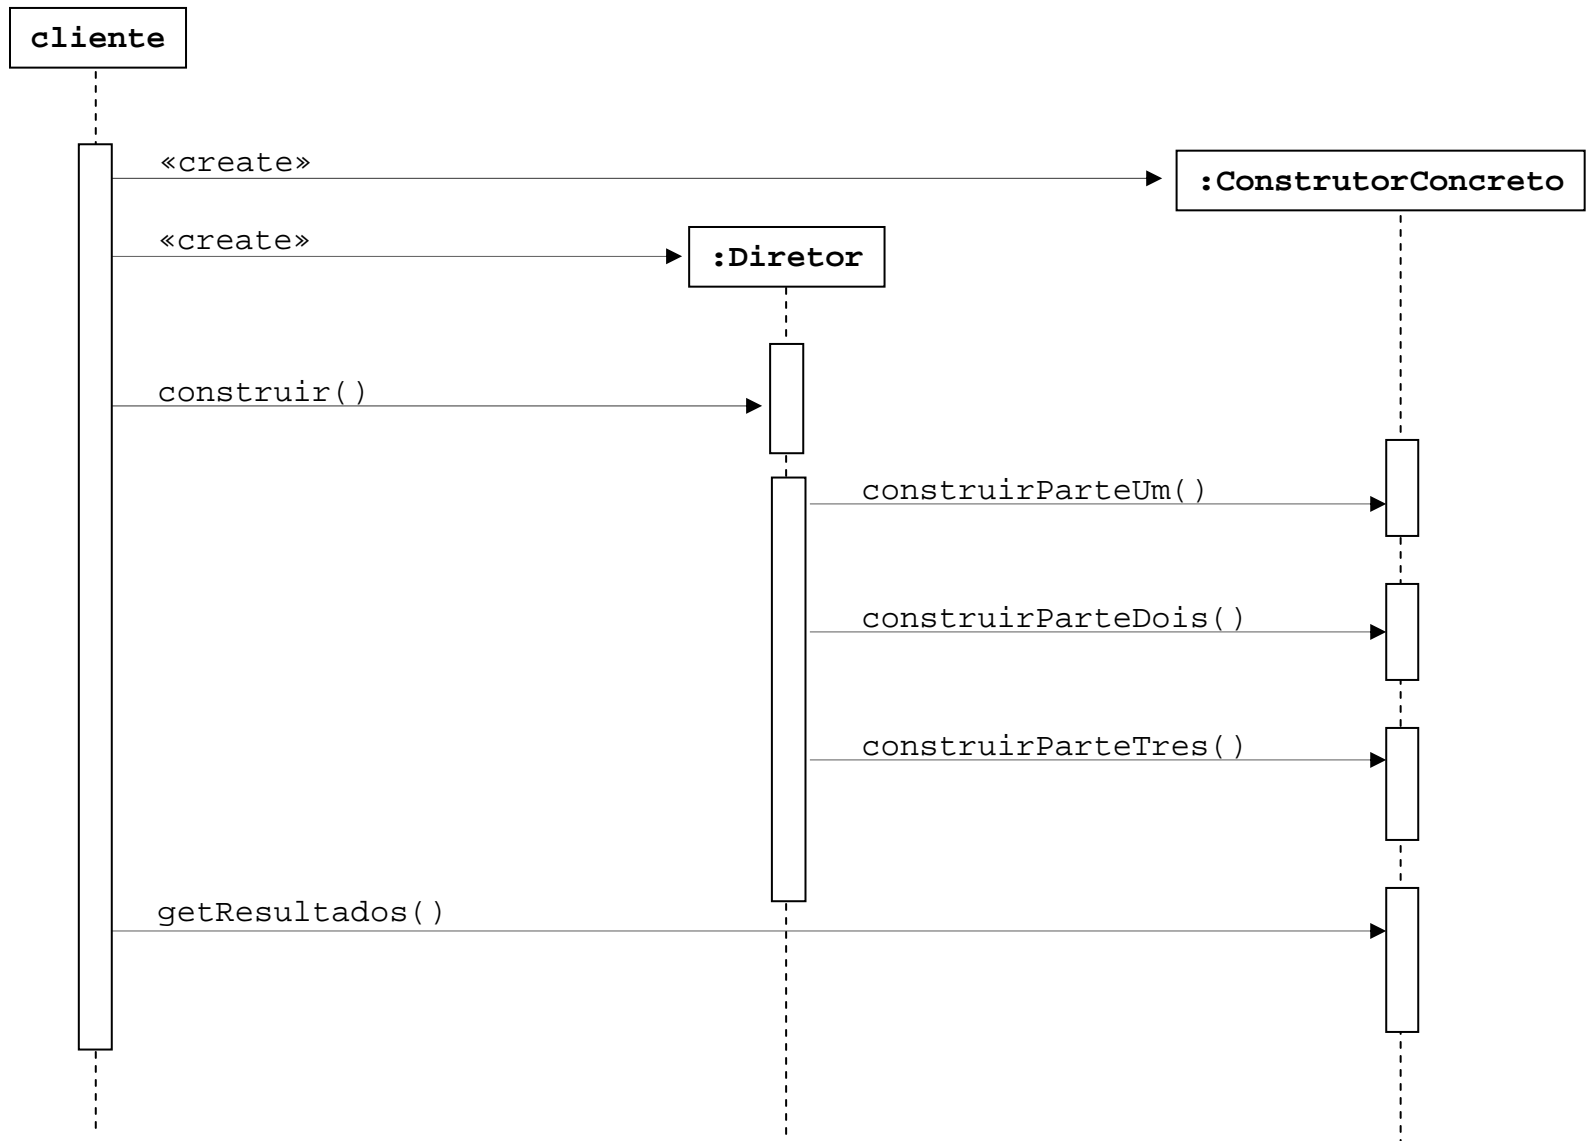 cliente
«create»
:ConstrutorConcreto
«create»
:Diretor
construir()
construirParteUm()
construirParteDois()
construirParteTres()
getResultados()